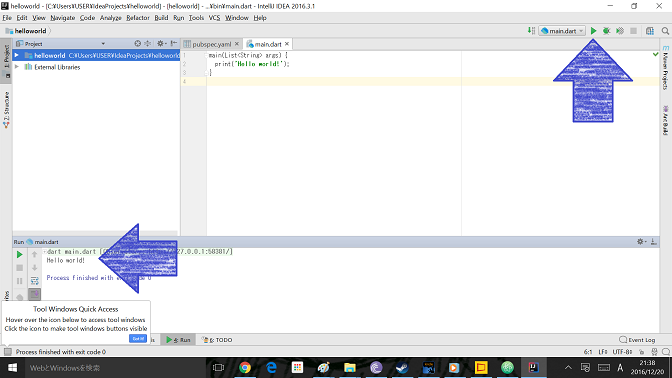 helloworld - [C:¥Users¥USER¥IdeaProjects¥helloworld] - [helloworld] - ...¥bin¥main.dart - IntelliJ IDEA 2016.3.1
File Edit View Navigate Code Analyze Refactor Build Run Tools VCS Window Help
helloworld
main.dart
Project
pubspec.yaml
main.dart
helloworld C:¥Users¥USER¥IdeaProjects¥helloworld
External Libraries
1: Project
7: Structure
1 main(List<String> args) {
2 print('Hello world!');
3 }
4
Maven Projects
Ant Build
Run main.dart
dart main.dart
27.0.0.1:58381/]
Hello world!
Process finished with exit code 0
Tool Windows Quick Access
Hover over the icon below to access tool windows
Click the icon to make tool windows buttons visible
Got it!
4: Run
6: TODO
Event Log
Process finished with exit code 0
6:1 LF÷ UTF-8÷
WebとWindowsを検索
A
21:38
2016/12/20